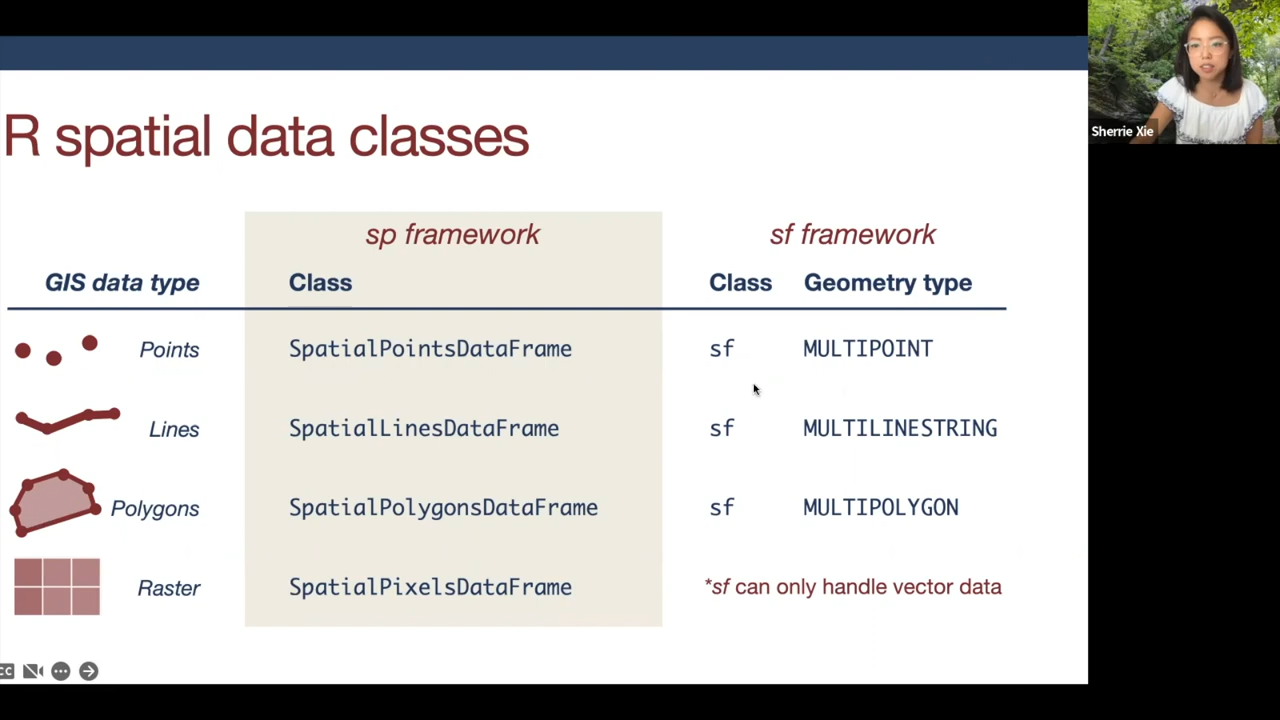 Sherrie Xie
R spatial data classes
sp framework
sf framework
GIS data type
Class
Class
Geometry type
Points
SpatialPointsDataFrame
sf
MULTIPOINT
Lines
SpatialLinesDataFrame
sf
MULTILINESTRING
Polygons
SpatialPolygonsDataFrame
sf
MULTIPOLYGON
Raster
SpatialPixelsDataFrame
*sf can only handle vector data
CC